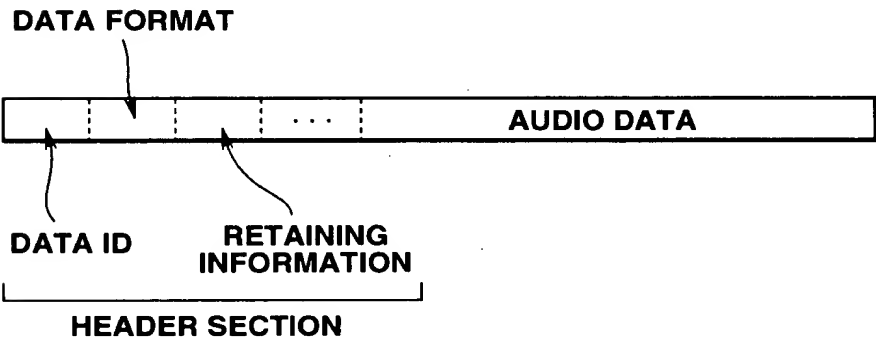 DATA FORMAT
... AUDIO DATA
DATA ID
RETAINING
INFORMATION
HEADER SECTION